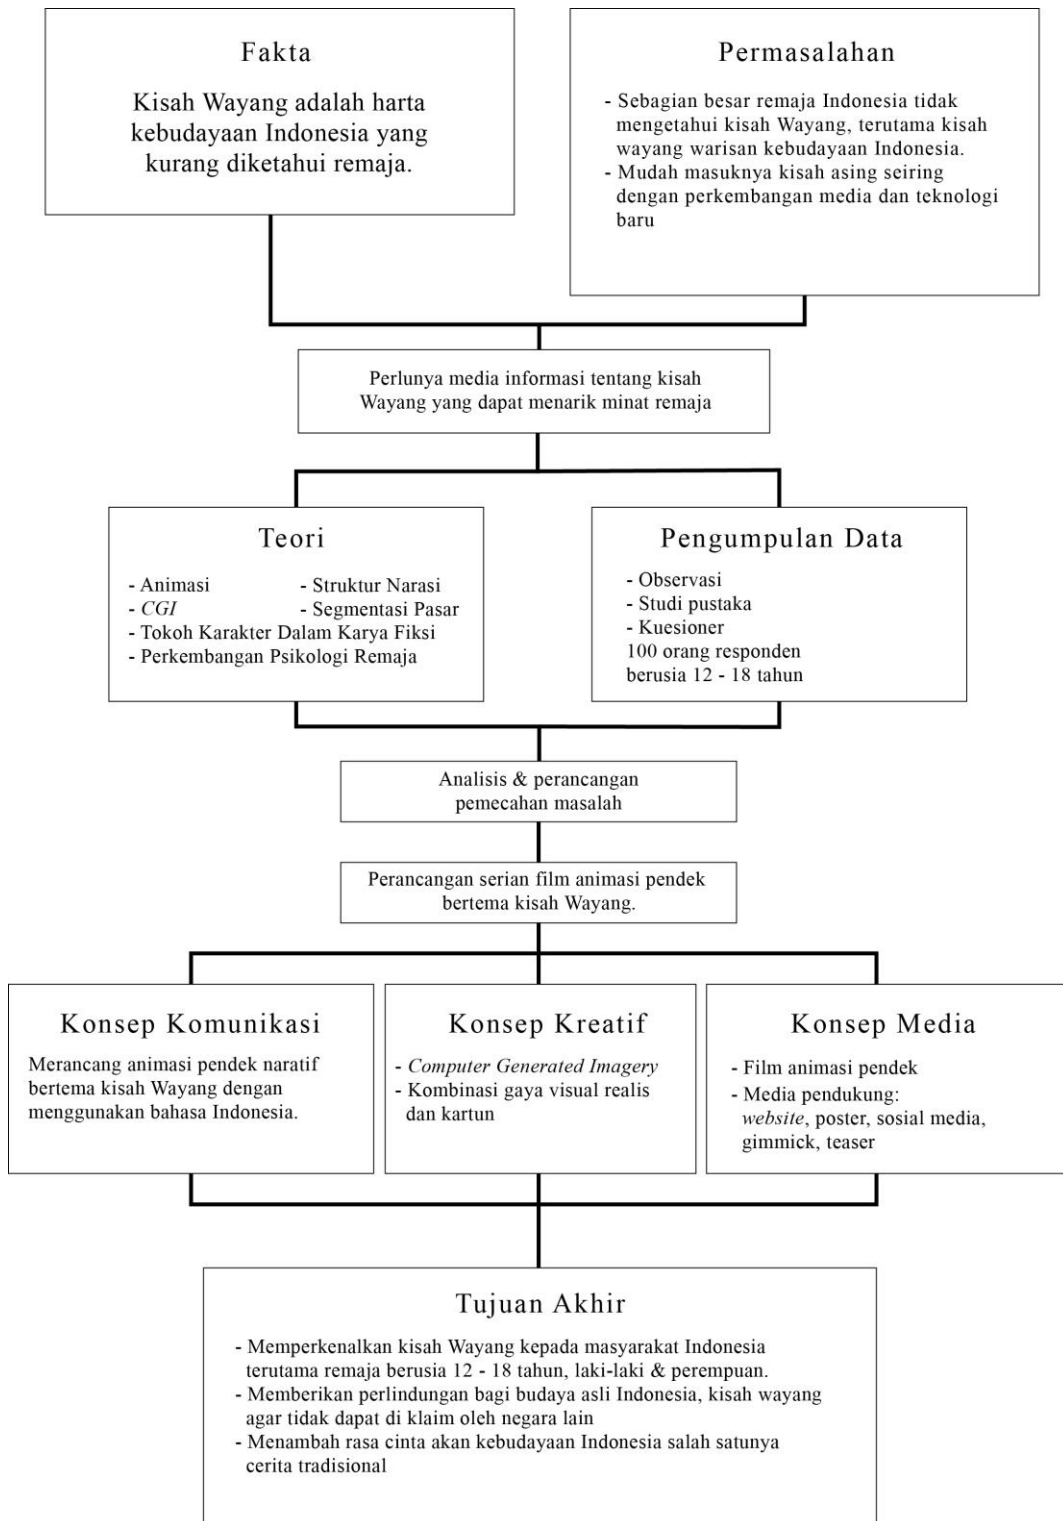 Fakta
Kisah Wayang adalah harta
kebudayaan Indonesia yang
kurang diketahui remaja.
Permasalahan
- Sebagian besar remaja Indonesia tidak
mengetahui kisah Wayang, terutama kisah
wayang warisan kebudayaan Indonesia.
- Mudah masuknya kisah asing seiring
dengan perkembangan media dan teknologi
baru
Perlunya media informasi tentang kisah
Wayang yang dapat menarik minat remaja
Teori
- Animasi - Struktur Narasi
- CGI - Segmentasi Pasar
- Tokoh Karakter Dalam Karya Fiksi
- Perkembangan Psikologi Remaja
Pengumpulan Data
- Observasi
- Studi pustaka
- Kuesioner
100 orang responden
berusia 12 - 18 tahun
Analisis & perancangan
pemecahan masalah
Perancangan serian film animasi pendek
bertema kisah Wayang.
Konsep Komunikasi
Merancang animasi pendek naratif
bertema kisah Wayang dengan
menggunakan bahasa Indonesia.
Konsep Kreatif
- Computer Generated Imagery
- Kombinasi gaya visual realis
dan kartun
Konsep Media
- Film animasi pendek
- Media pendukung:
website, poster, sosial media,
gimmick, teaser
Tujuan Akhir
- Memperkenalkan kisah Wayang kepada masyarakat Indonesia
terutama remaja berusia 12 - 18 tahun, laki-laki & perempuan.
- Memberikan perlindungan bagi budaya asli Indonesia, kisah wayang
agar tidak dapat di klaim oleh negara lain
- Menambah rasa cinta akan kebudayaan Indonesia salah satunya
cerita tradisional